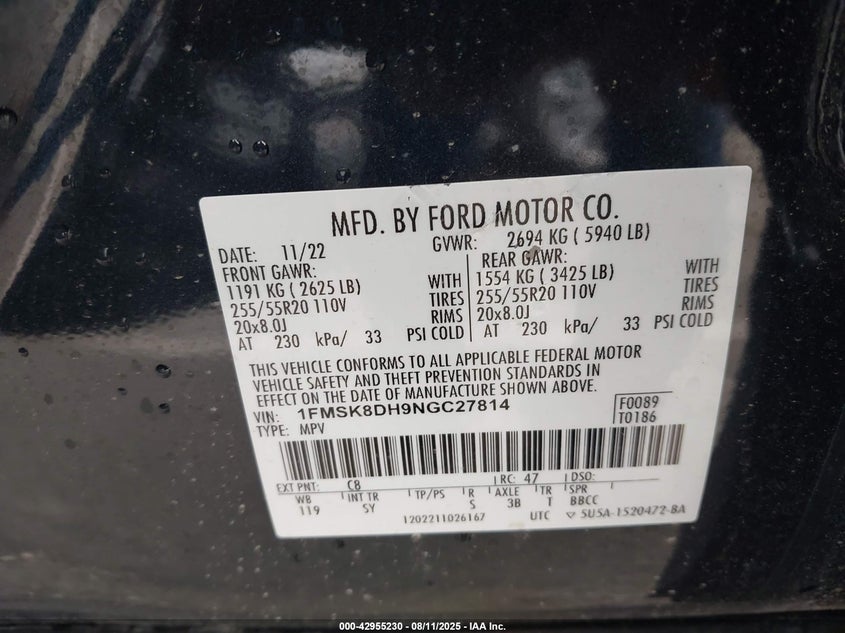 MFD. BY FORD MOTOR CO.
DATE: 11/22 GVWR: 2694 KG ( 5940 LB)
FRONT GAWR: REAR GAWR:
1191 KG ( 2625 LB) WITH 1554 KG ( 3425 LB) WITH
255/55R20 110V TIRES 255/55R20 110V TIRES
20x8.0J RIMS 20x8.0J RIMS
AT 230 kPa/ 33 PSI COLD AT 230 kPa/ 33 PSI COLD
THIS VEHICLE CONFORMS TO ALL APPLICABLE FEDERAL MOTOR
VEHICLE SAFETY AND THEFT PREVENTION STANDARDS IN
EFFECT ON THE DATE OF MANUFACTURE SHOWN ABOVE.
VIN: 1FMSK8DH9NGC27814 F0089
TYPE: MPV T0186
EXT PNT: C8 RC: 47 DSO:
WB INT TR TP/PS R AXLE TR SPR
119 SY S 3B T BBCC
1202211026167 UTC SU5A-1520472-BA
000-42955230 - 08/11/2025 - IAA Inc.